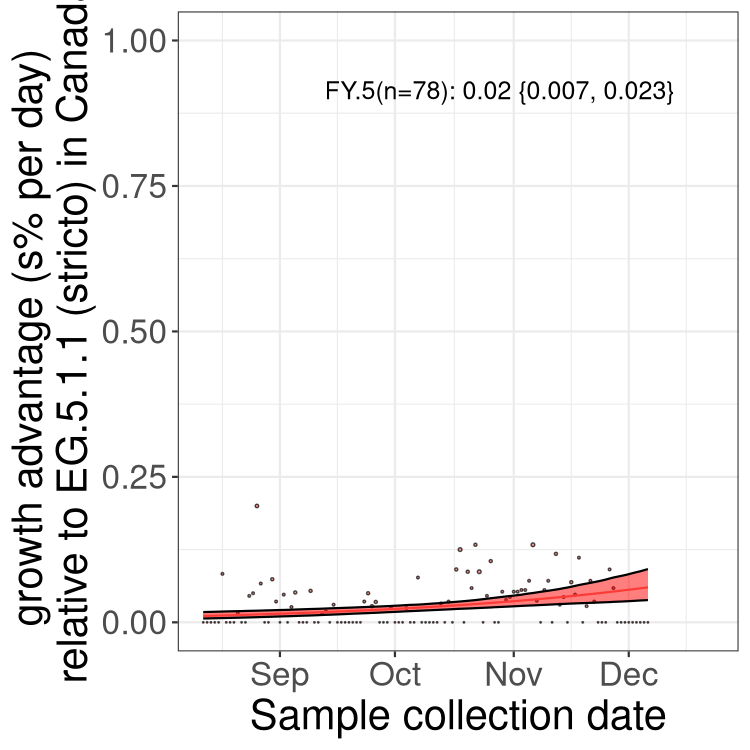 growth advantage (s% per day)
relative to EG.5.1.1 (stricto) in Canada
1.00
0.75
0.50
0.25
0.00
FY.5(n=78): 0.02 {0.007, 0.023}
Sep Oct Nov Dec
Sample collection date